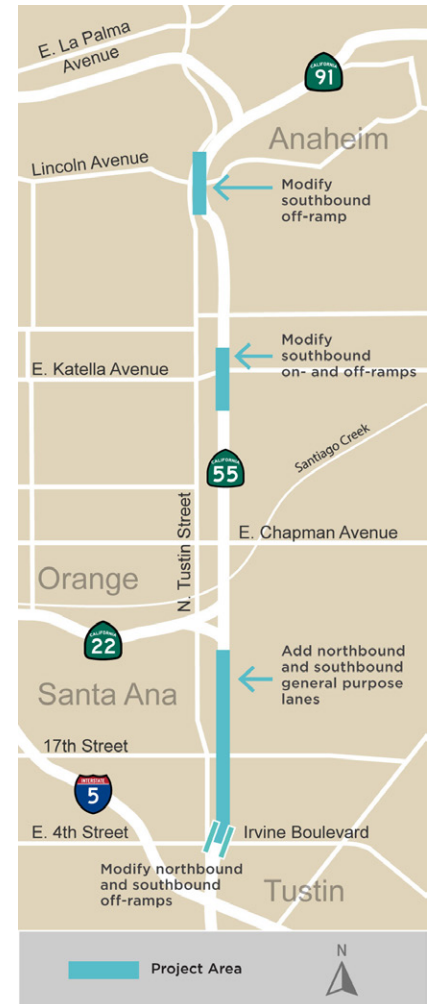 E. La Palma
Avenue
CALIFORNIA
91
Anaheim
Lincoln Avenue
Modify
southbound
off-ramp
Modify
southbound
on- and off-ramps
E. Katella Avenue
CALIFORNIA
55
Santiago Creek
N. Tustin Street
E. Chapman Avenue
Orange
CALIFORNIA
22
Add northbound
and southbound
general purpose
lanes
Santa Ana
17th Street
INTERSTATE
5
E. 4th Street
Irvine Boulevard
Modify northbound
and southbound
off-ramps
Tustin
Project Area
N